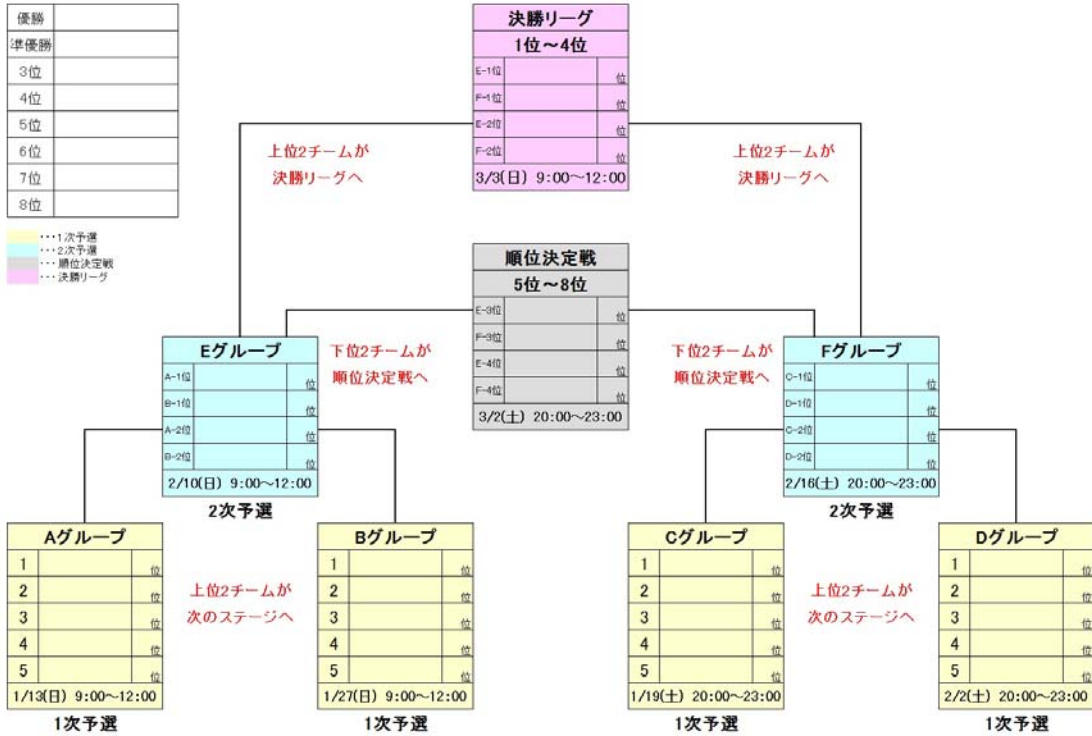 優勝
準優勝
3位
4位
5位
6位
7位
8位
・・・1次予選
・・・2次予選
・・・順位決定戦
・・・決勝リーグ
決勝リーグ
1位～4位
E-1位 位
F-1位 位
E-2位 位
F-2位 位
3/3(日) 9:00～12:00
上位2チームが
決勝リーグへ
上位2チームが
決勝リーグへ
順位決定戦
5位～8位
E-3位 位
F-3位 位
E-4位 位
F-4位 位
3/2(土) 20:00～23:00
Eグループ
A-1位 位
B-1位 位
A-2位 位
B-2位 位
2/10(日) 9:00～12:00
2次予選
下位2チームが
順位決定戦へ
下位2チームが
順位決定戦へ
Fグループ
C-1位 位
D-1位 位
C-2位 位
D-2位 位
2/16(土) 20:00～23:00
2次予選
Aグループ
1 位
2 位
3 位
4 位
5 位
1/13(日) 9:00～12:00
1次予選
上位2チームが
次のステージへ
Bグループ
1 位
2 位
3 位
4 位
5 位
1/27(日) 9:00～12:00
1次予選
Cグループ
1 位
2 位
3 位
4 位
5 位
1/19(土) 20:00～23:00
1次予選
上位2チームが
次のステージへ
Dグループ
1 位
2 位
3 位
4 位
5 位
2/2(土) 20:00～23:00
1次予選